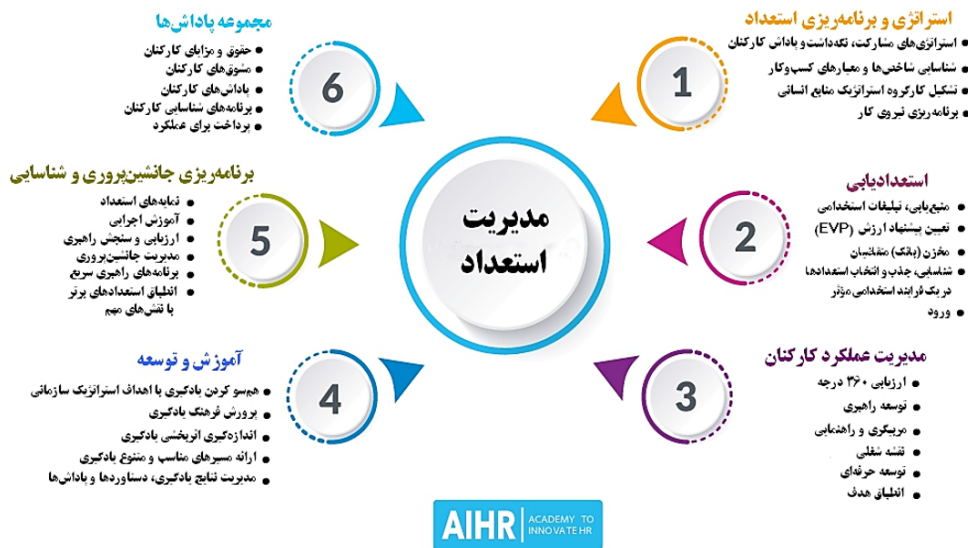 مدیریت
استعداد
1
استراتژی و برنامه‌ریزی استعداد
استراتژی‌های مشارکت، نگه‌داشت و پاداش کارکنان
شناسایی شاخص‌ها و معیارهای کسب‌وکار
تشکیل کارگروه استراتژیک منابع انسانی
برنامه‌ریزی نیروی کار
2
استعدادیابی
منبع‌یابی، تبلیغات استخدامی
تعیین پیشنهاد ارزش (EVP)
مخزن (بانک) متقاضیان
شناسایی، جذب و انتخاب استعدادها
در یک فرایند استخدامی مؤثر
ورود
3
مدیریت عملکرد کارکنان
ارزیابی ۳۶۰ درجه
توسعه راهبری
مربیگری و راهنمایی
نقشه شغلی
توسعه حرفه‌ای
انطباق هدف
4
آموزش و توسعه
هم‌سو کردن یادگیری با اهداف استراتژیک سازمانی
پرورش فرهنگ یادگیری
اندازه‌گیری اثربخشی یادگیری
ارائه مسیرهای مناسب و متنوع یادگیری
مدیریت نتایج یادگیری، دستاوردها و پاداش‌ها
5
برنامه‌ریزی جانشین‌پروری و شناسایی
نمایه‌های استعداد
آموزش اجرایی
ارزیابی و سنجش راهبری
مدیریت جانشین‌پروری
برنامه‌های راهبری سریع
انطباق استعدادهای برتر
با نقش‌های مهم
6
مجموعه پاداش‌ها
حقوق و مزایای کارکنان
مشوق‌های کارکنان
پاداش‌های کارکنان
برنامه‌های شناسایی کارکنان
پرداخت برای عملکرد
AIHR
ACADEMY TO
INNOVATE HR